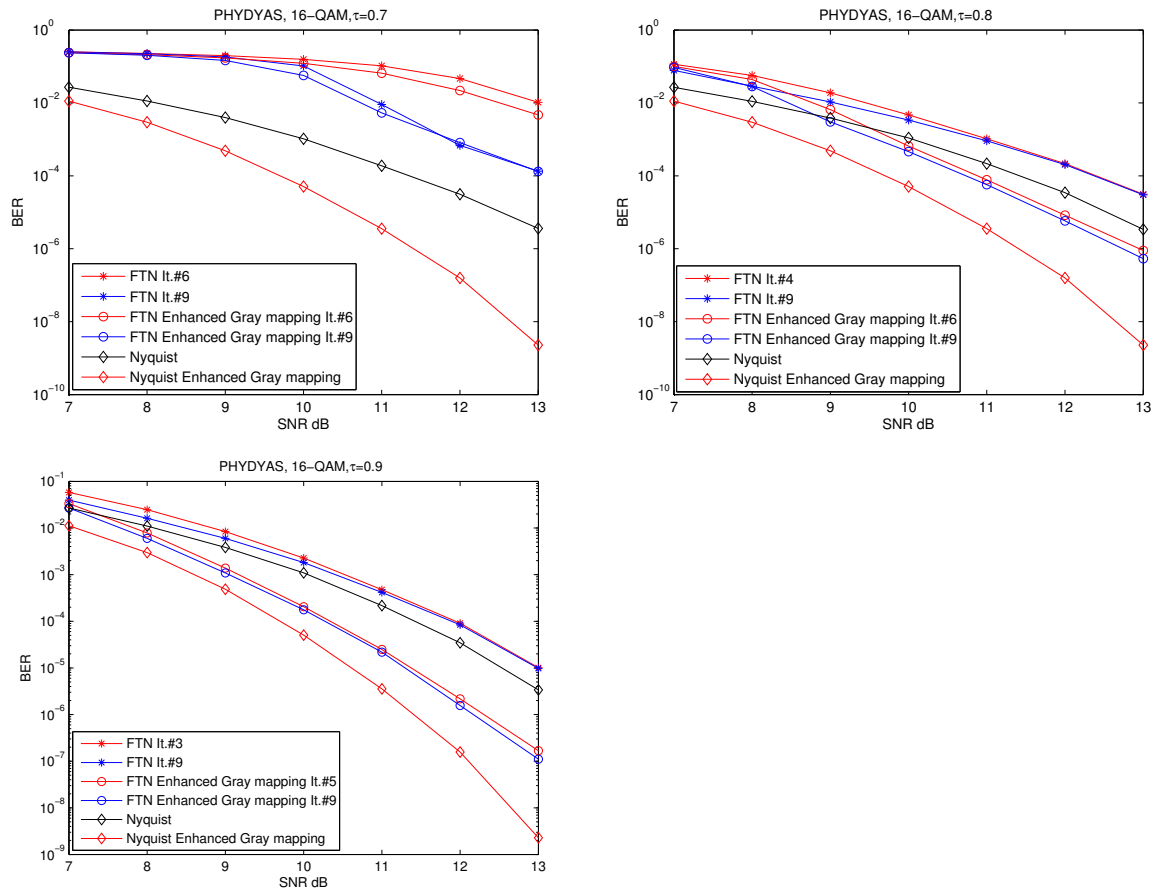 PHYDYAS, 16−QAM,τ=0.7
10^0
10^−2
10^−4
10^−6
10^−8
10^−10
BER
FTN It.#6
FTN It.#9
FTN Enhanced Gray mapping It.#6
FTN Enhanced Gray mapping It.#9
Nyquist
Nyquist Enhanced Gray mapping
7 8 9 10 11 12 13
SNR dB
PHYDYAS, 16−QAM,τ=0.8
10^0
10^−2
10^−4
10^−6
10^−8
10^−10
BER
FTN It.#4
FTN It.#9
FTN Enhanced Gray mapping It.#6
FTN Enhanced Gray mapping It.#9
Nyquist
Nyquist Enhanced Gray mapping
7 8 9 10 11 12 13
SNR dB
PHYDYAS, 16−QAM,τ=0.9
10^−1
10^−2
10^−3
10^−4
10^−5
10^−6
10^−7
10^−8
10^−9
BER
FTN It.#3
FTN It.#9
FTN Enhanced Gray mapping It.#5
FTN Enhanced Gray mapping It.#9
Nyquist
Nyquist Enhanced Gray mapping
7 8 9 10 11 12 13
SNR dB